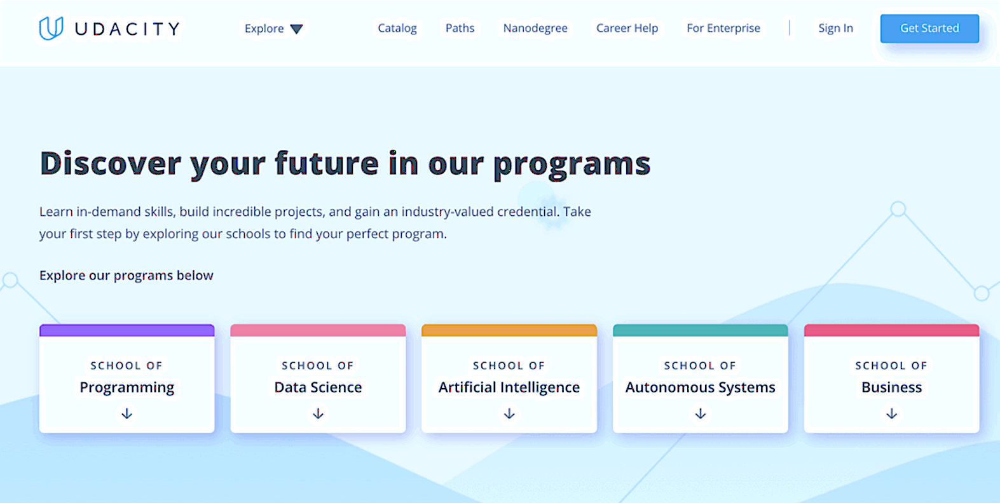 UDACITY
Explore
Catalog
Paths
Nanodegree
Career Help
For Enterprise
Sign In
Get Started
Discover your future in our programs
Learn in-demand skills, build incredible projects, and gain an industry-valued credential. Take
your first step by exploring our schools to find your perfect program.
Explore our programs below
SCHOOL OF
Programming
SCHOOL OF
Data Science
SCHOOL OF
Artificial Intelligence
SCHOOL OF
Autonomous Systems
SCHOOL OF
Business